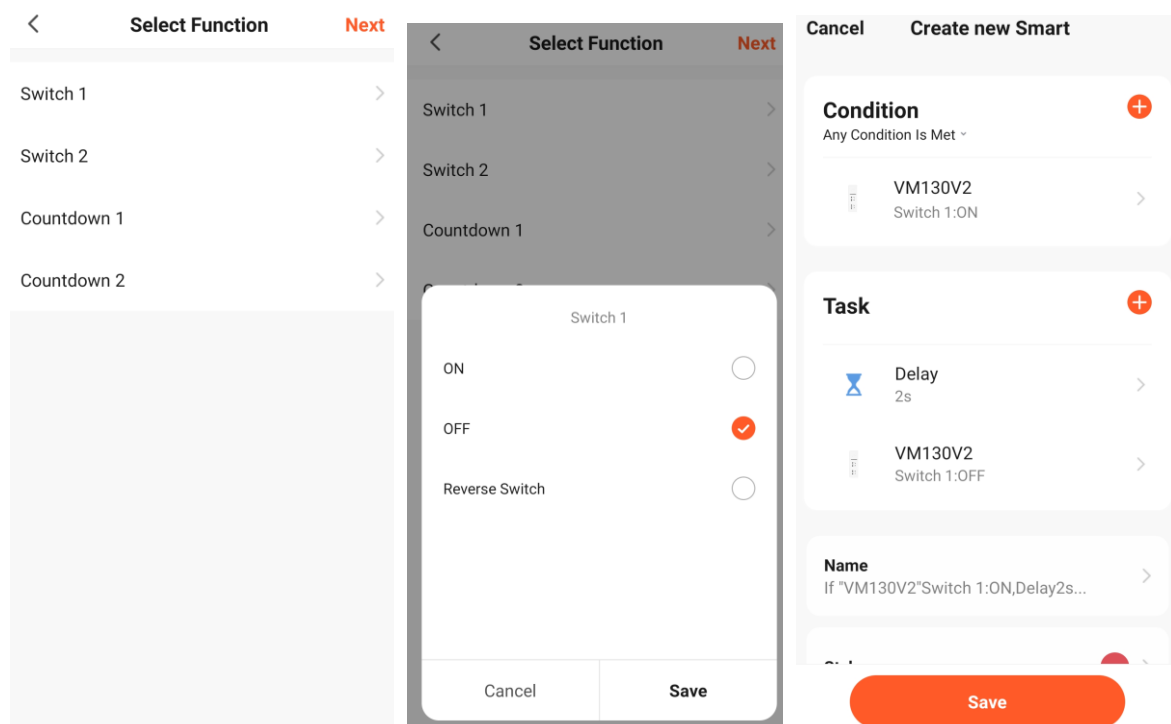 Select Function
Next
Switch 1
Switch 2
Countdown 1
Countdown 2
Select Function
Next
Switch 1
Switch 2
Countdown 1
Switch 1
ON
OFF
Reverse Switch
Cancel
Save
Cancel
Create new Smart
Condition
Any Condition Is Met
VM130V2
Switch 1:ON
Task
Delay
2s
VM130V2
Switch 1:OFF
Name
If "VM130V2"Switch 1:ON,Delay2s...
Save